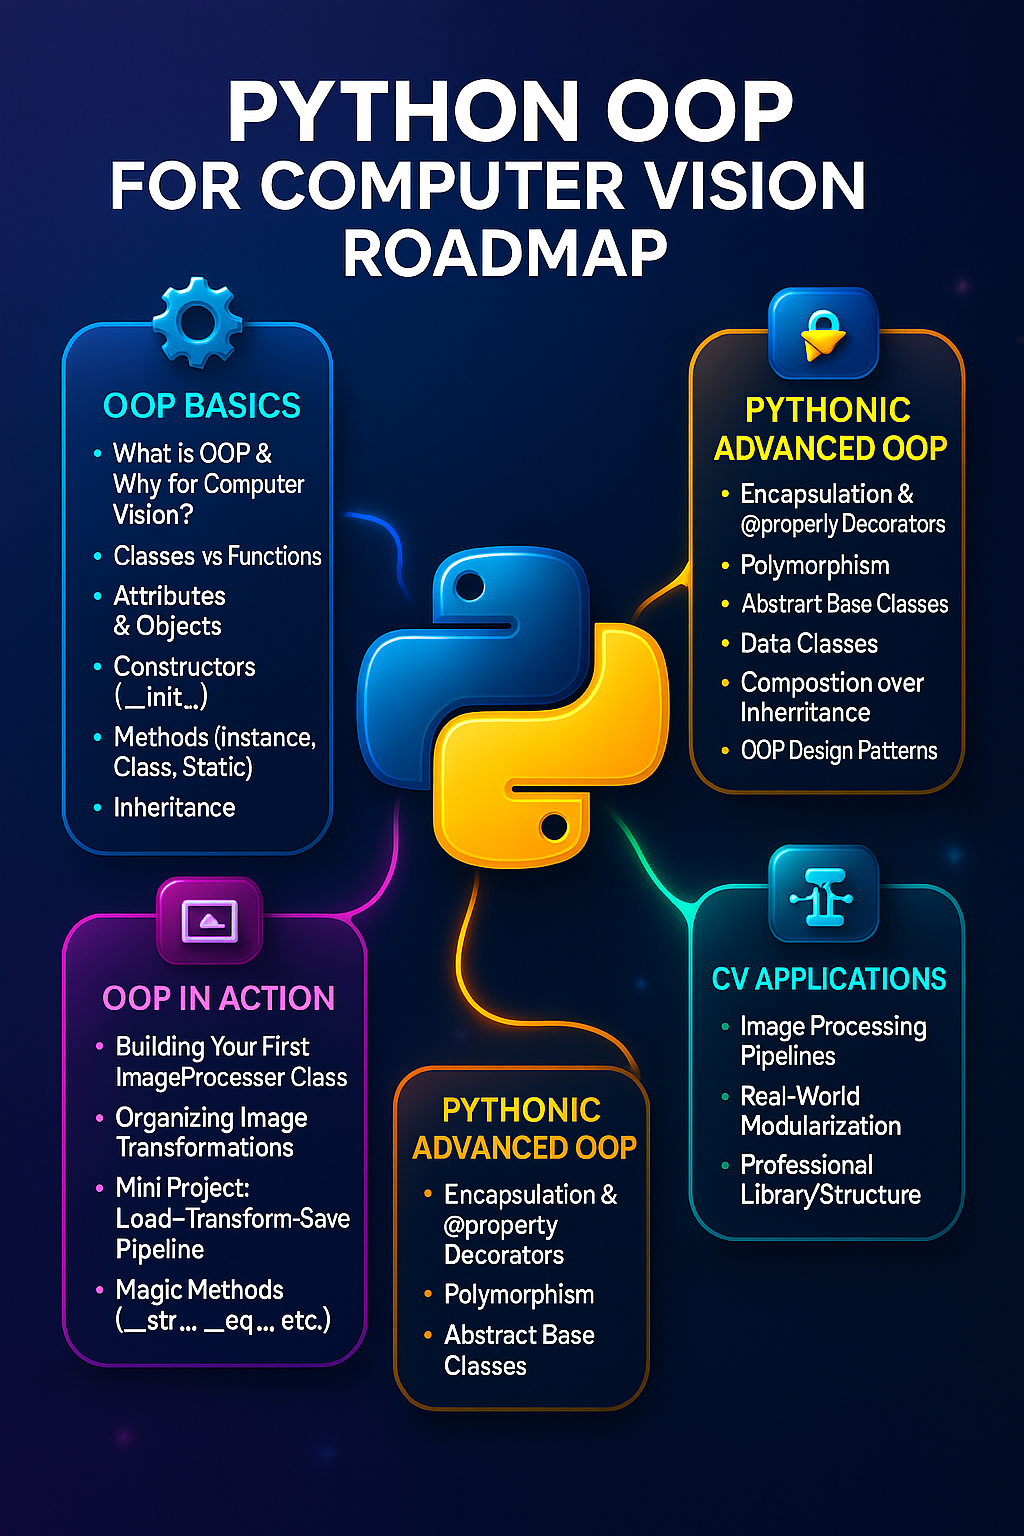 PYTHON OOP
FOR COMPUTER VISION
ROADMAP
OOP BASICS
• What is OOP &
Why for Computer
Vision?
• Classes vs Functions
• Attributes
& Objects
• Constructors
(__init_..)
• Methods (instance,
Class, Static)
• Inheritance
PYTHONIC
ADVANCED OOP
• Encapsulation &
@properly Decorators
• Polymorphism
• Abstrart Base Classes
• Data Classes
• Compostion over
Inherritance
• OOP Design Patterns
OOP IN ACTION
• Building Your First
ImageProcesser Class
• Organizing Image
Transformations
• Mini Project:
Load–Transform-Save
Pipeline
• Magic Methods
(__str... __eq..., etc.)
PYTHONIC
ADVANCED OOP
• Encapsulation &
@property
Decorators
• Polymorphism
• Abstract Base
Classes
CV APPLICATIONS
• Image Processing
Pipelines
• Real-World
Modularization
• Professional
Library/Structure